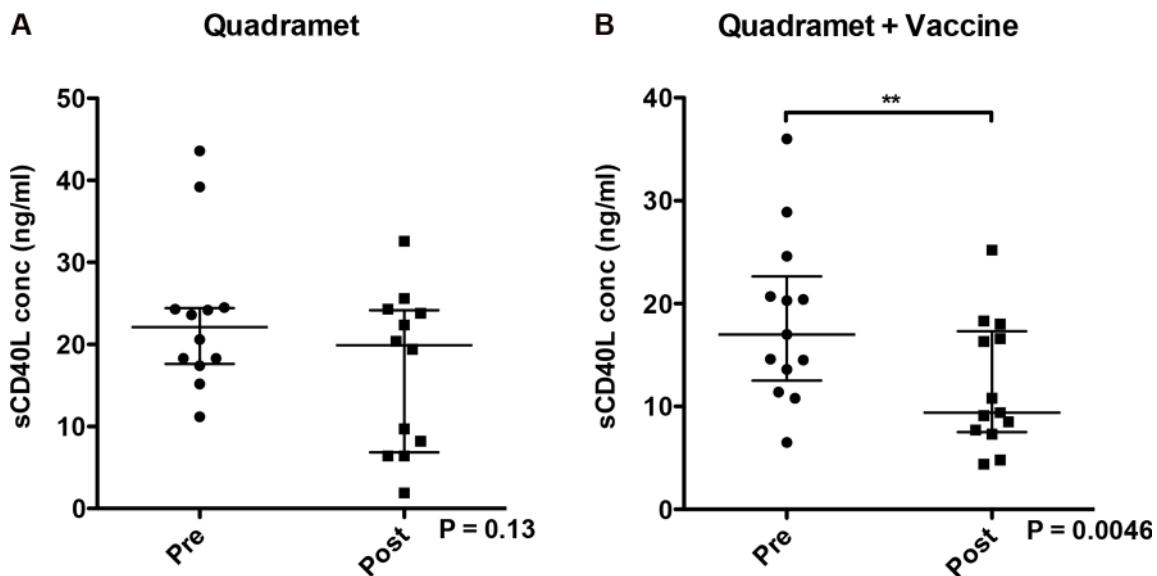 A
Quadramet
sCD40L conc (ng/ml)
50
40
30
20
10
0
Pre
Post
P = 0.13
B
Quadramet + Vaccine
sCD40L conc (ng/ml)
40
30
20
10
0
**
Pre
Post
P = 0.0046